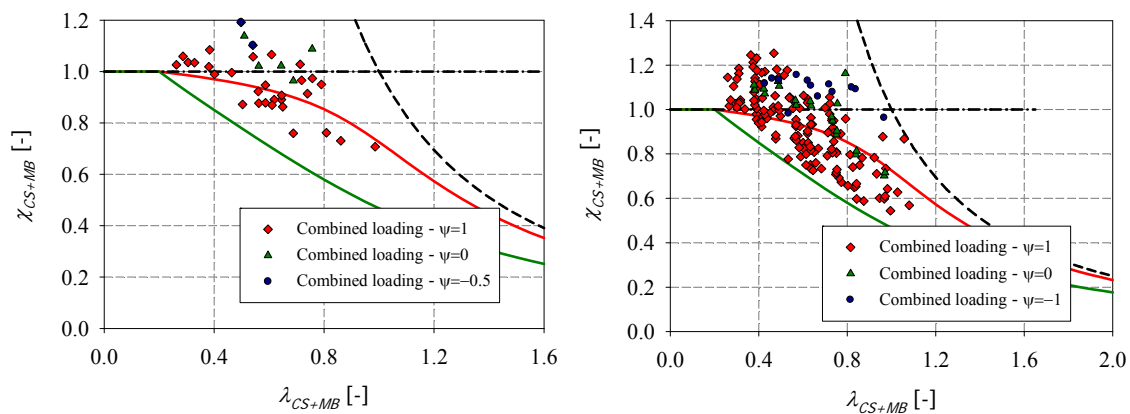 1.2
1.0
0.8
0.6
0.4
0.2
0.0
χCS+MB [-]
Combined loading - ψ=1
Combined loading - ψ=0
Combined loading - ψ=−0.5
0.0 0.4 0.8 1.2 1.6
λCS+MB [-]
1.4
1.2
1.0
0.8
0.6
0.4
0.2
0.0
χCS+MB [-]
Combined loading - ψ=1
Combined loading - ψ=0
Combined loading - ψ=−1
0.0 0.4 0.8 1.2 1.6 2.0
λCS+MB [-]